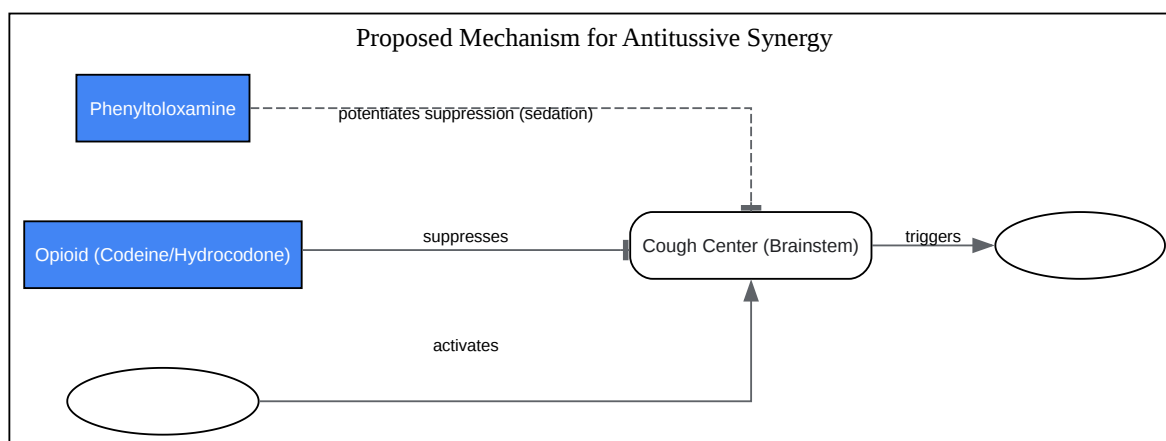 Proposed Mechanism for Antitussive Synergy
Phenyltoloxamine
potentiates suppression (sedation)
Opioid (Codeine/Hydrocodone)
suppresses
Cough Center (Brainstem)
triggers
activates